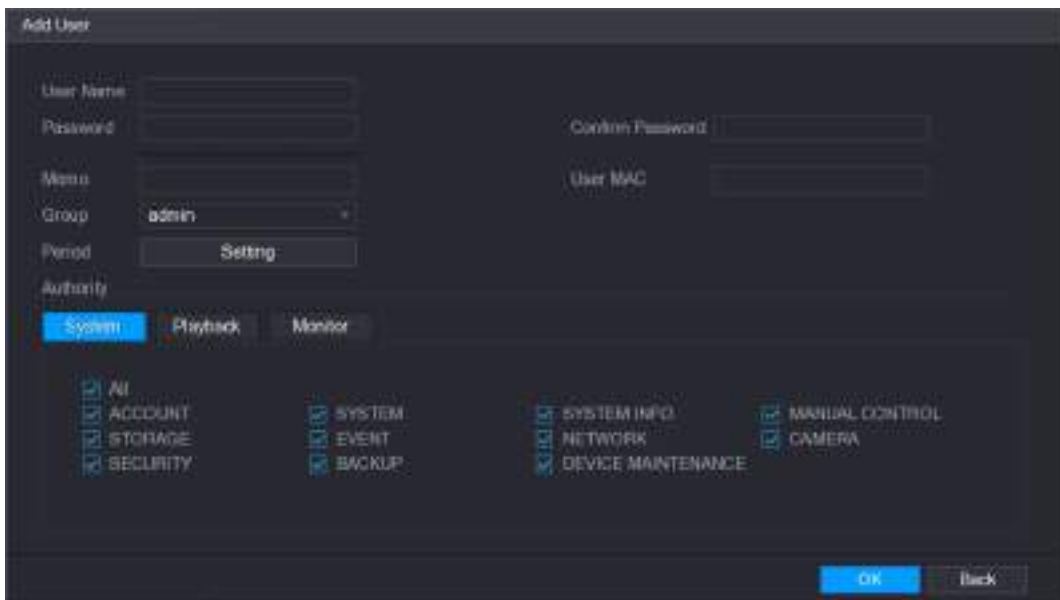 Add User
User Name
Password Confirm Password
Memo User MAC
Group admin
Period Setting
Authority
System Playback Monitor
All
ACCOUNT SYSTEM SYSTEM INFO MANUAL CONTROL
STORAGE EVENT NETWORK CAMERA
SECURITY BACKUP DEVICE MAINTENANCE
OK Back